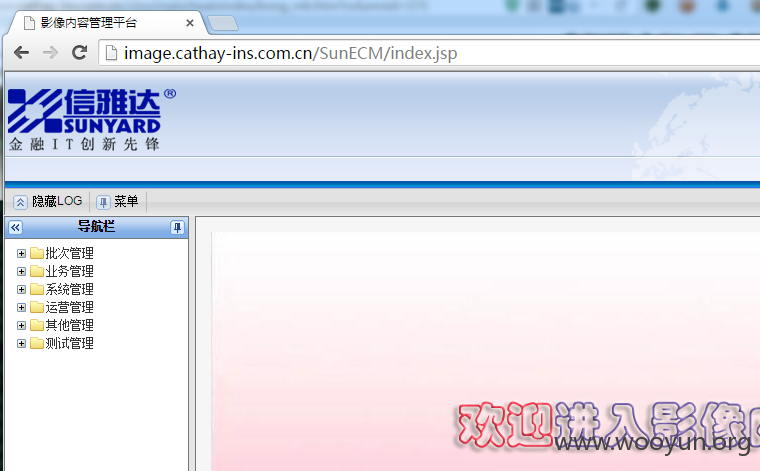 影像内容管理平台
image.cathay-ins.com.cn/SunECM/index.jsp
信雅达®
SUNYARD
金融IT创新先锋
隐藏LOG 菜单
导航栏
批次管理
业务管理
系统管理
运营管理
其他管理
测试管理
欢迎进入影像内
www.wooyun.org